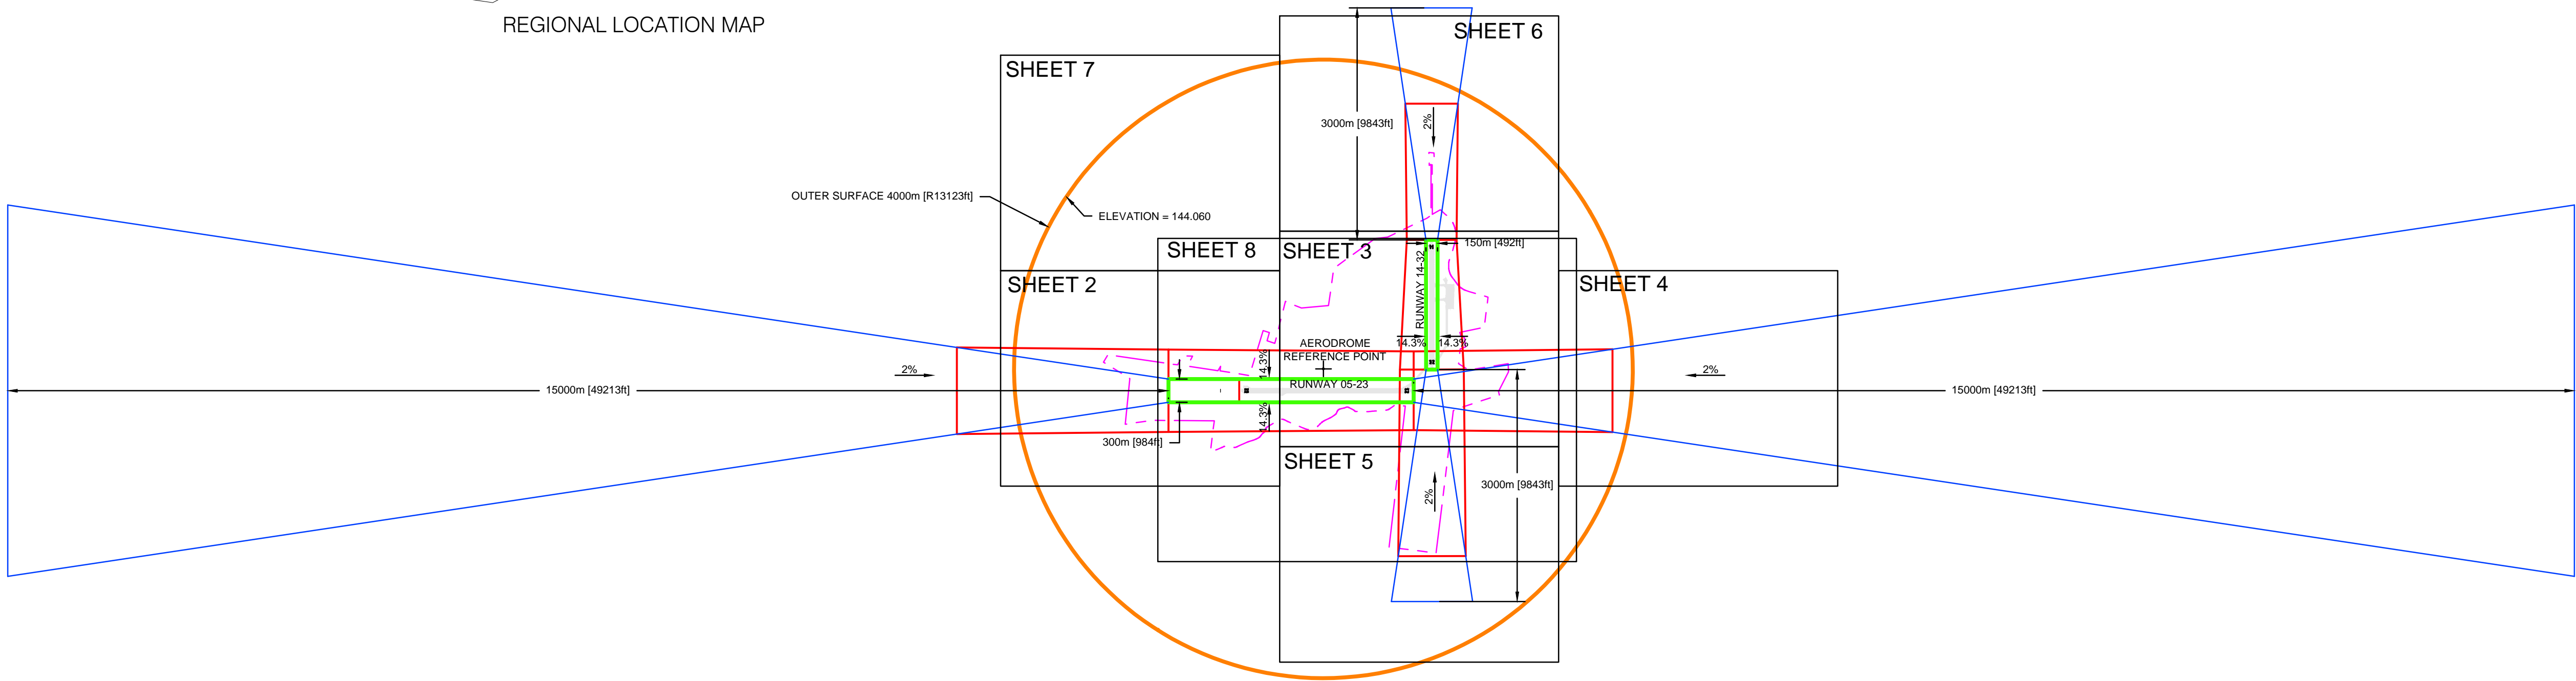 REGIONAL LOCATION MAP
SHEET 6
SHEET 7
3000m [9843ft]
2%
OUTER SURFACE 4000m [R13123ft]
ELEVATION = 144.060
SHEET 8
SHEET 3
150m [492ft]
RUNWAY 14-32
SHEET 2
SHEET 4
14.3%
14.3%
AERODROME
REFERENCE POINT
14.3%
RUNWAY 05-23
2%
2%
15000m [49213ft]
15000m [49213ft]
14.3%
300m [984ft]
SHEET 5
3000m [9843ft]
2%